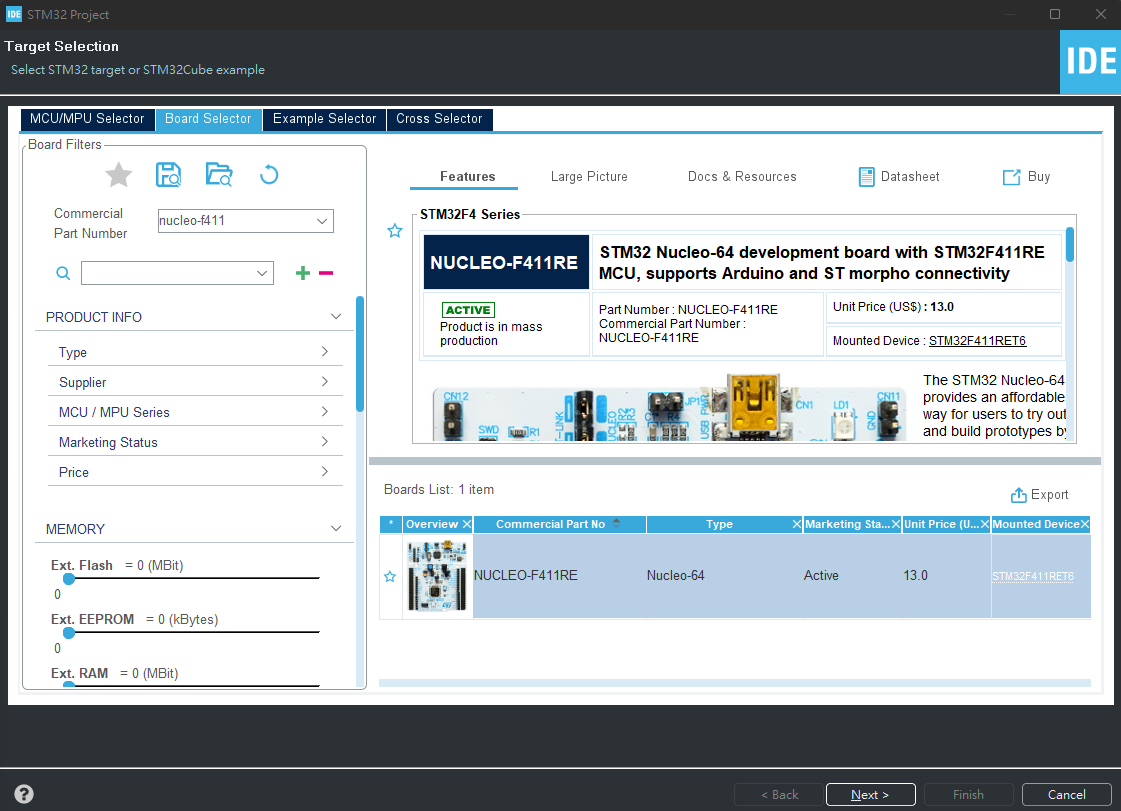 IDE STM32 Project
Target Selection
Select STM32 target or STM32Cube example
IDE
MCU/MPU Selector Board Selector Example Selector Cross Selector
Board Filters
Commercial
Part Number
nucleo-f411
PRODUCT INFO
Type
Supplier
MCU / MPU Series
Marketing Status
Price
MEMORY
Ext. Flash = 0 (MBit)
0
Ext. EEPROM = 0 (kBytes)
0
Ext. RAM = 0 (MBit)
Features Large Picture Docs & Resources Datasheet Buy
STM32F4 Series
NUCLEO-F411RE
STM32 Nucleo-64 development board with STM32F411RE
MCU, supports Arduino and ST morpho connectivity
ACTIVE
Product is in mass
production
Part Number : NUCLEO-F411RE
Commercial Part Number :
NUCLEO-F411RE
Unit Price (US$) : 13.0
Mounted Device : STM32F411RET6
CN12
SWD
R1
JP1
CN1
LD1
CN11
GND
The STM32 Nucleo-64
provides an affordable
way for users to try out
and build prototypes by
Boards List: 1 item
Export
* Overview Commercial Part No Type Marketing Sta... Unit Price (U... Mounted Device
NUCLEO-F411RE Nucleo-64 Active 13.0 STM32F411RET6
? < Back Next > Finish Cancel